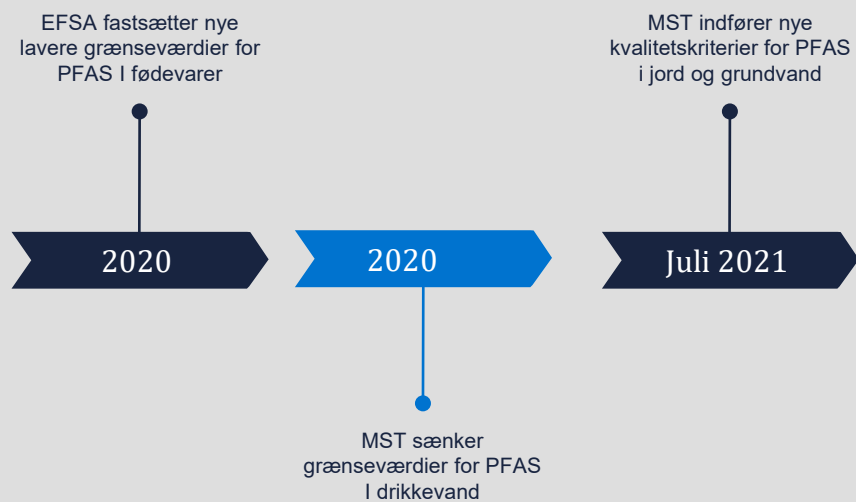 EFSA fastsætter nye
lavere grænseværdier for
PFAS I fødevarer
MST indfører nye
kvalitetskriterier for PFAS
i jord og grundvand
2020
2020
Juli 2021
MST sænker
grænseværdier for PFAS
I drikkevand